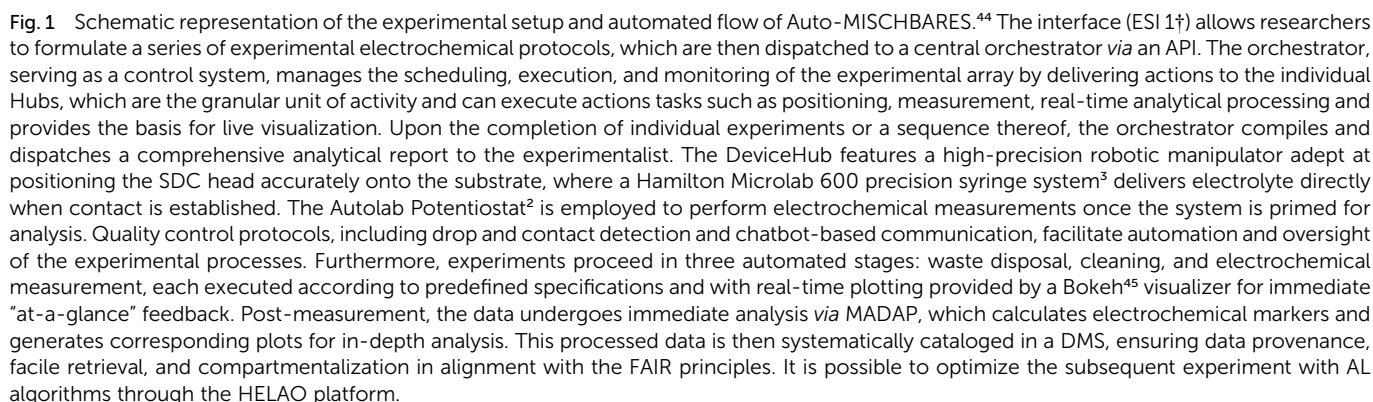 Fig. 1 Schematic representation of the experimental setup and automated flow of Auto-MISCHBARES.⁴⁴ The interface (ESI 1†) allows researchers
to formulate a series of experimental electrochemical protocols, which are then dispatched to a central orchestrator via an API. The orchestrator,
serving as a control system, manages the scheduling, execution, and monitoring of the experimental array by delivering actions to the individual
Hubs, which are the granular unit of activity and can execute actions tasks such as positioning, measurement, real-time analytical processing and
provides the basis for live visualization. Upon the completion of individual experiments or a sequence thereof, the orchestrator compiles and
dispatches a comprehensive analytical report to the experimentalist. The DeviceHub features a high-precision robotic manipulator adept at
positioning the SDC head accurately onto the substrate, where a Hamilton Microlab 600 precision syringe system³ delivers electrolyte directly
when contact is established. The Autolab Potentiostat² is employed to perform electrochemical measurements once the system is primed for
analysis. Quality control protocols, including drop and contact detection and chatbot-based communication, facilitate automation and oversight
of the experimental processes. Furthermore, experiments proceed in three automated stages: waste disposal, cleaning, and electrochemical
measurement, each executed according to predefined specifications and with real-time plotting provided by a Bokeh⁴⁵ visualizer for immediate
"at-a-glance" feedback. Post-measurement, the data undergoes immediate analysis via MADAP, which calculates electrochemical markers and
generates corresponding plots for in-depth analysis. This processed data is then systematically cataloged in a DMS, ensuring data provenance,
facile retrieval, and compartmentalization in alignment with the FAIR principles. It is possible to optimize the subsequent experiment with AL
algorithms through the HELAO platform.